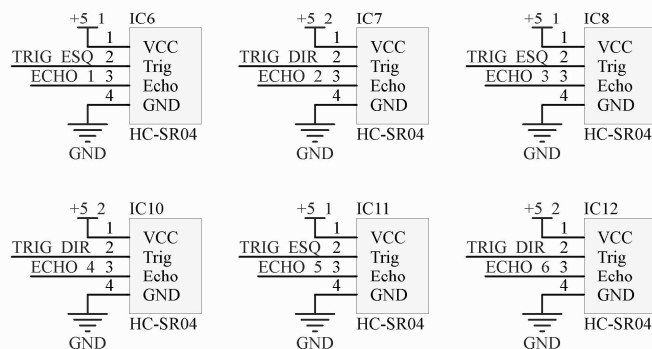 +5_1 IC6
1 VCC
TRIG_ESQ 2 Trig
ECHO_1 3 Echo
4 GND
GND HC-SR04
+5_2 IC7
1 VCC
TRIG_DIR 2 Trig
ECHO_2 3 Echo
4 GND
GND HC-SR04
+5_1 IC8
1 VCC
TRIG_ESQ 2 Trig
ECHO_3 3 Echo
4 GND
GND HC-SR04
+5_2 IC10
1 VCC
TRIG_DIR 2 Trig
ECHO_4 3 Echo
4 GND
GND HC-SR04
+5_1 IC11
1 VCC
TRIG_ESQ 2 Trig
ECHO_5 3 Echo
4 GND
GND HC-SR04
+5_2 IC12
1 VCC
TRIG_DIR 2 Trig
ECHO_6 3 Echo
4 GND
GND HC-SR04